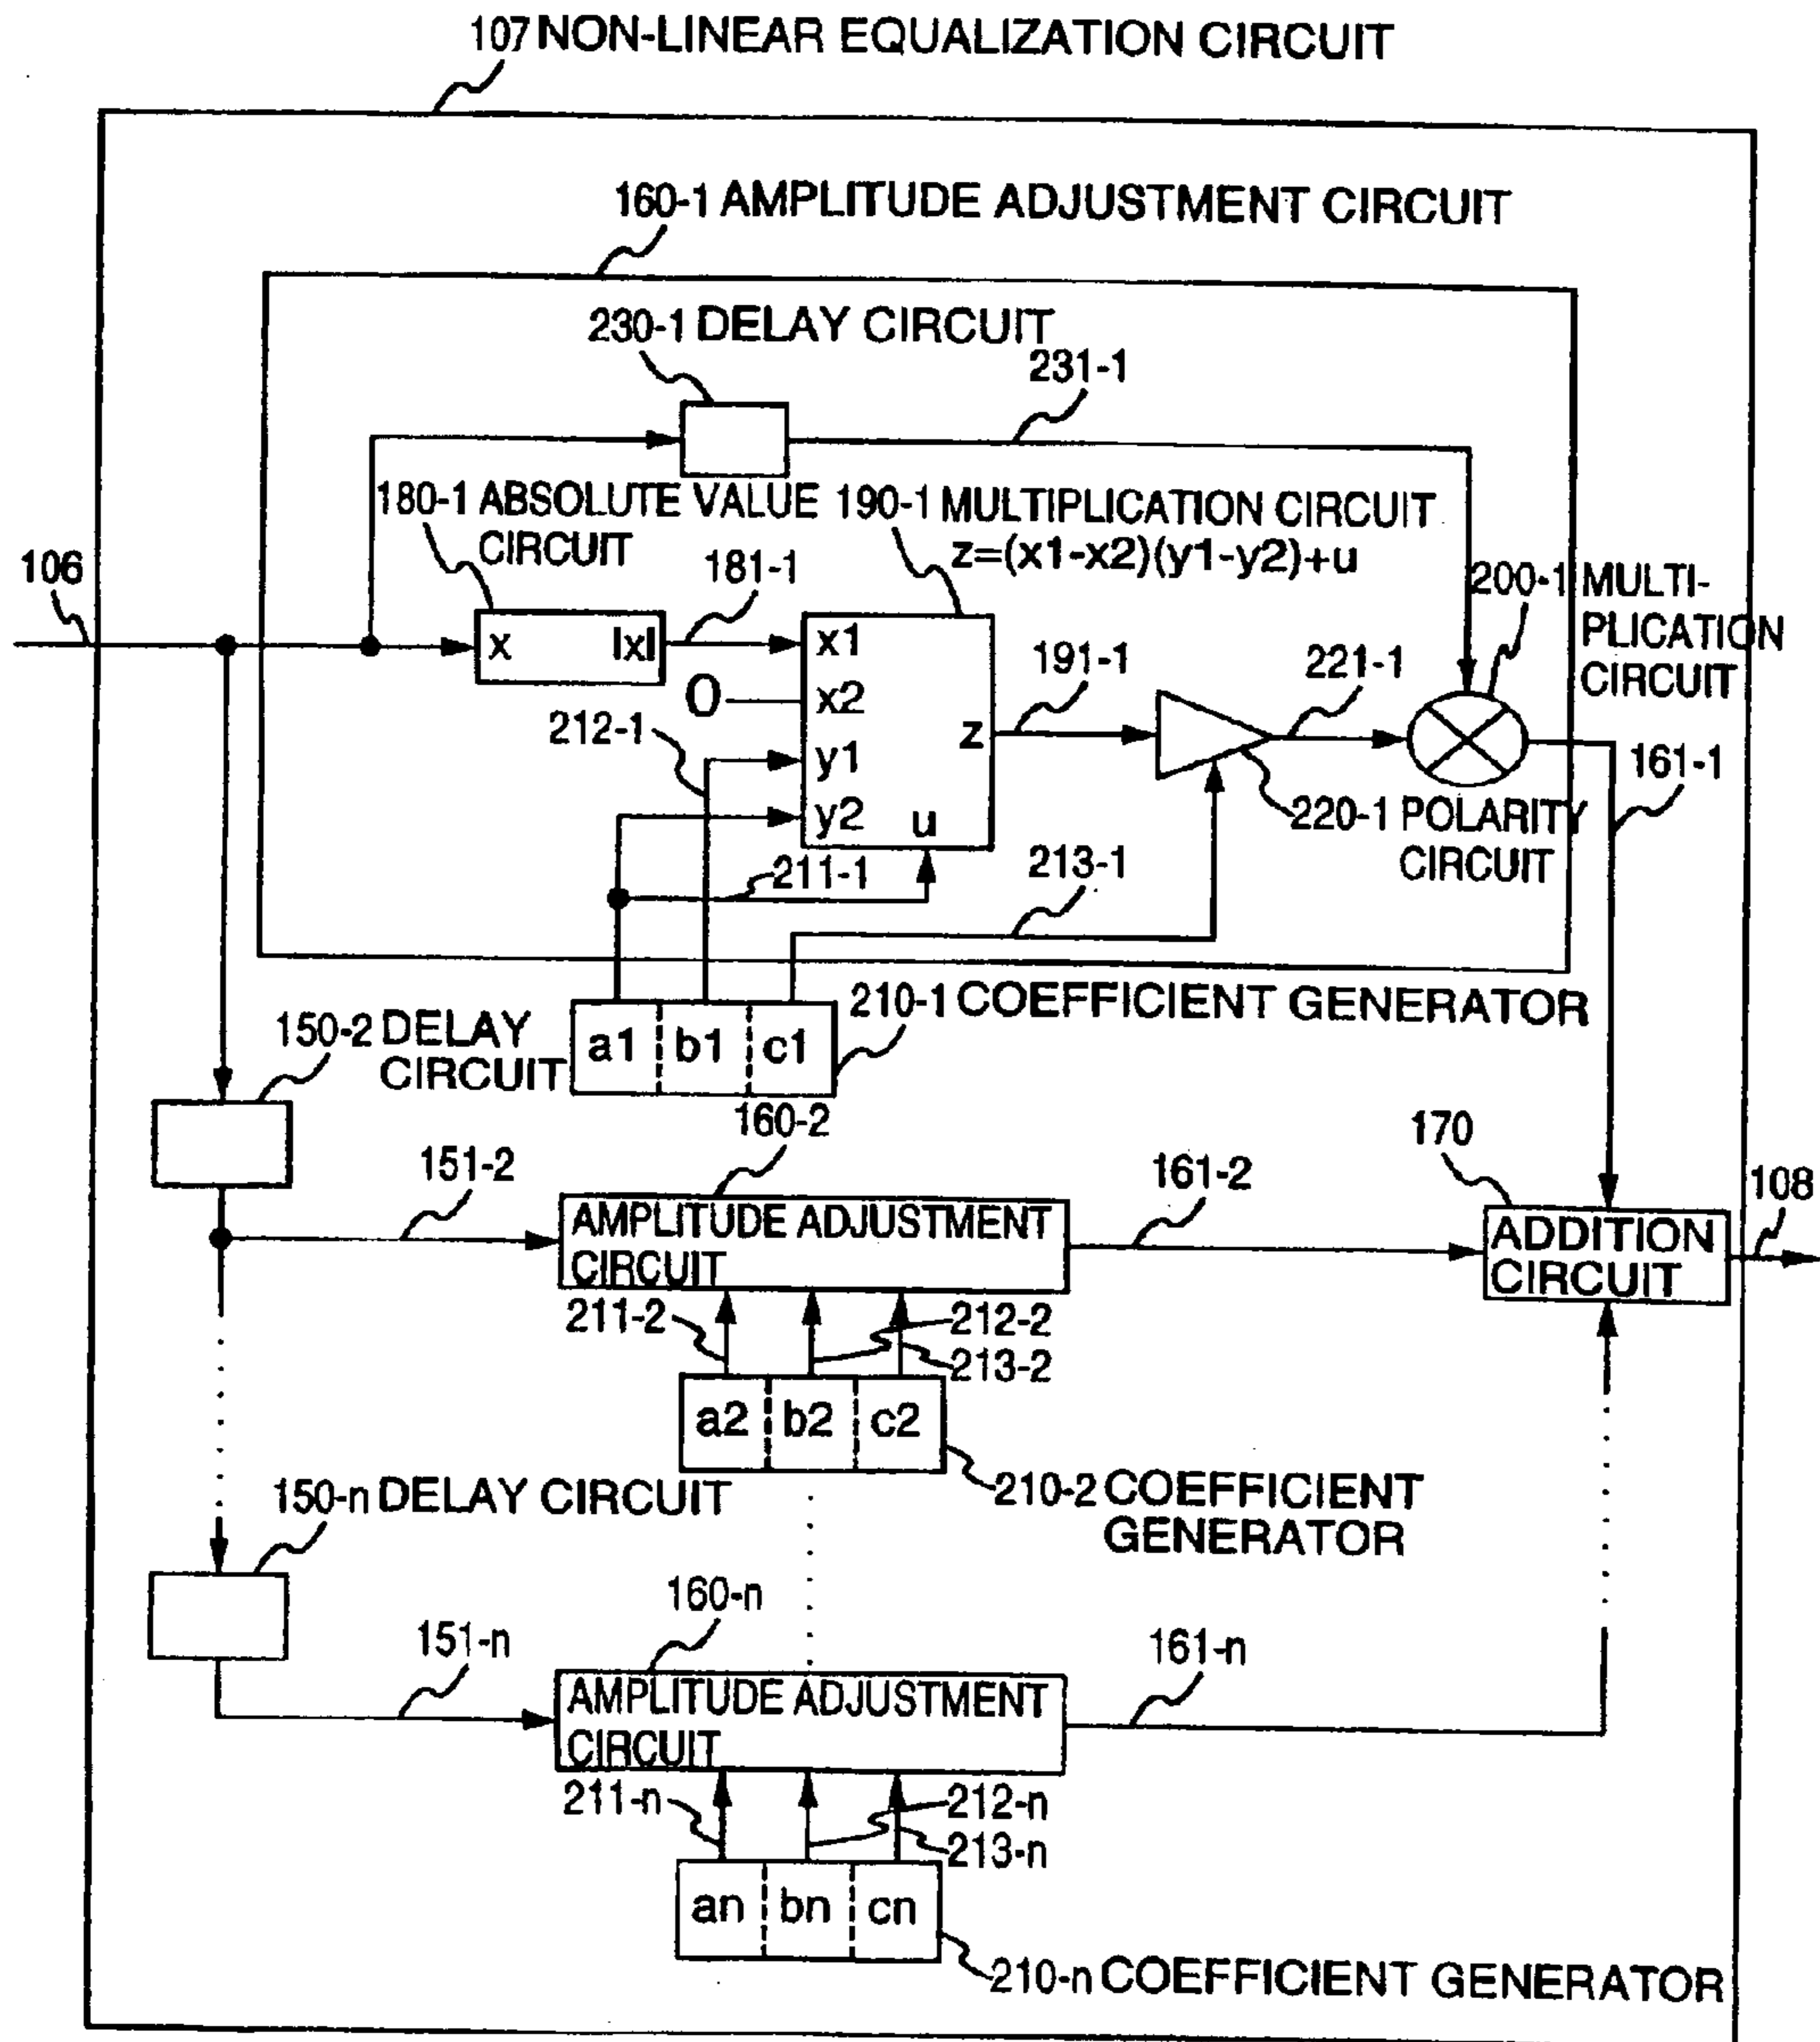 107 NON-LINEAR EQUALIZATION CIRCUIT
160-1 AMPLITUDE ADJUSTMENT CIRCUIT
230-1 DELAY CIRCUIT
231-1
180-1 ABSOLUTE VALUE
CIRCUIT
190-1 MULTIPLICATION CIRCUIT
z=(x1-x2)(y1-y2)+u
106
181-1
200-1 MULTI-
PLICATION
CIRCUIT
x |x|
x1
0 x2
212-1
y1
y2
z
u
191-1
221-1
161-1
220-1 POLARITY
CIRCUIT
211-1
213-1
210-1 COEFFICIENT GENERATOR
a1 b1 c1
150-2 DELAY
CIRCUIT
160-2
170
151-2
161-2
108
AMPLITUDE ADJUSTMENT
CIRCUIT
ADDITION
CIRCUIT
211-2
212-2
213-2
a2 b2 c2
210-2 COEFFICIENT
GENERATOR
150-n DELAY CIRCUIT
160-n
151-n
161-n
AMPLITUDE ADJUSTMENT
CIRCUIT
211-n
212-n
213-n
an bn cn
210-n COEFFICIENT GENERATOR